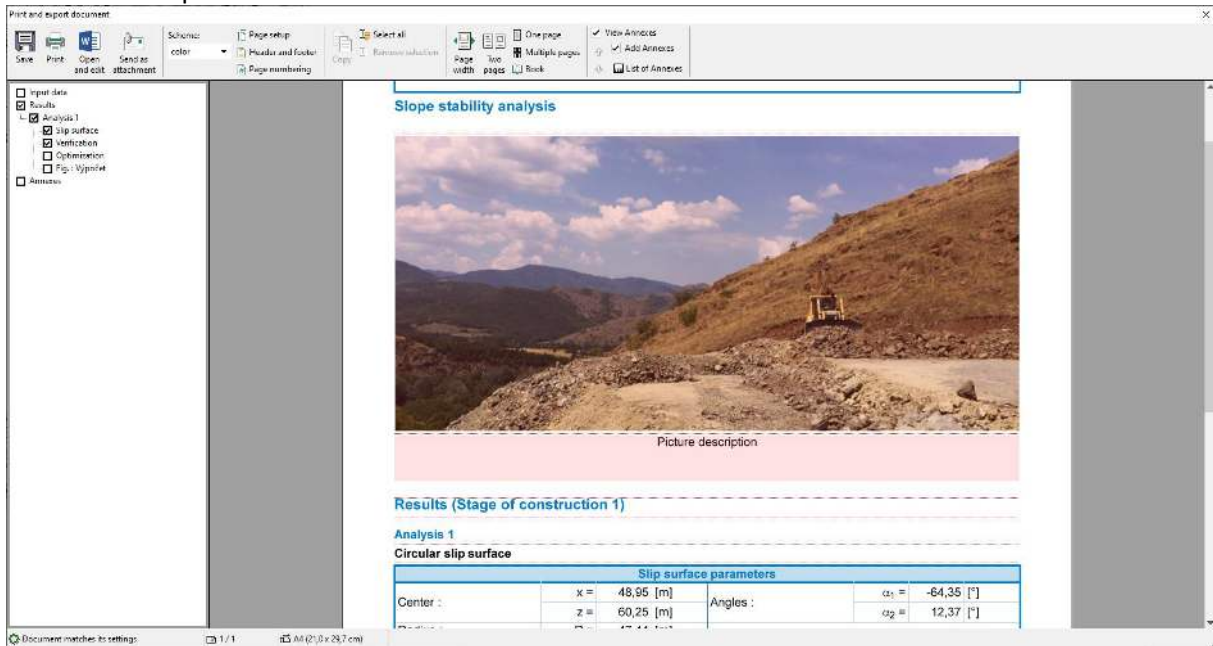 Print and export document
Save
Print
Open and edit
Send as attachment
Scheme:
color
Page setup
Header and footer
Page numbering
Copy
Select all
Remove selection
Page width
Two pages
One page
Multiple pages
Book
View Annexes
Add Annexes
List of Annexes
Input data
Results
Analysis 1
Slip surface
Verification
Optimization
Fig.: Výpočet
Annexes
Slope stability analysis
Picture description
Results (Stage of construction 1)
Analysis 1
Circular slip surface
Slip surface parameters
Center : x = 48,95 [m] Angles : α1 = -64,35 [°]
z = 60,25 [m] α2 = 12,37 [°]
Document matches its settings
1 / 1
A4 (21,0 x 29,7 cm)